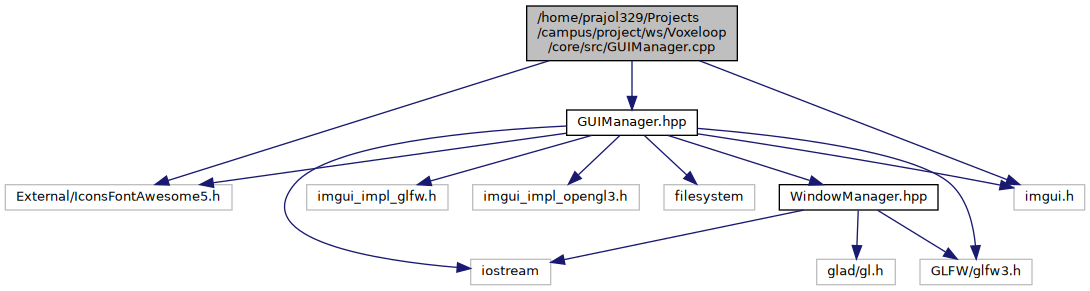 /home/prajol329/Projects
/campus/project/ws/Voxeloop
/core/src/GUIManager.cpp
GUIManager.hpp
External/IconsFontAwesome5.h
imgui_impl_glfw.h
imgui_impl_opengl3.h
filesystem
WindowManager.hpp
imgui.h
iostream
glad/gl.h
GLFW/glfw3.h